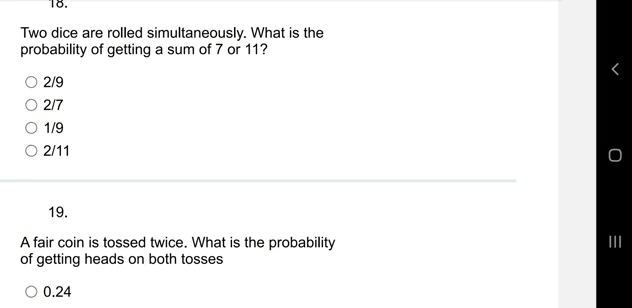 18.
Two dice are rolled simultaneously. What is the
probability of getting a sum of 7 or 11?
2/9
2/7
1/9
2/11
19.
A fair coin is tossed twice. What is the probability
of getting heads on both tosses
0.24